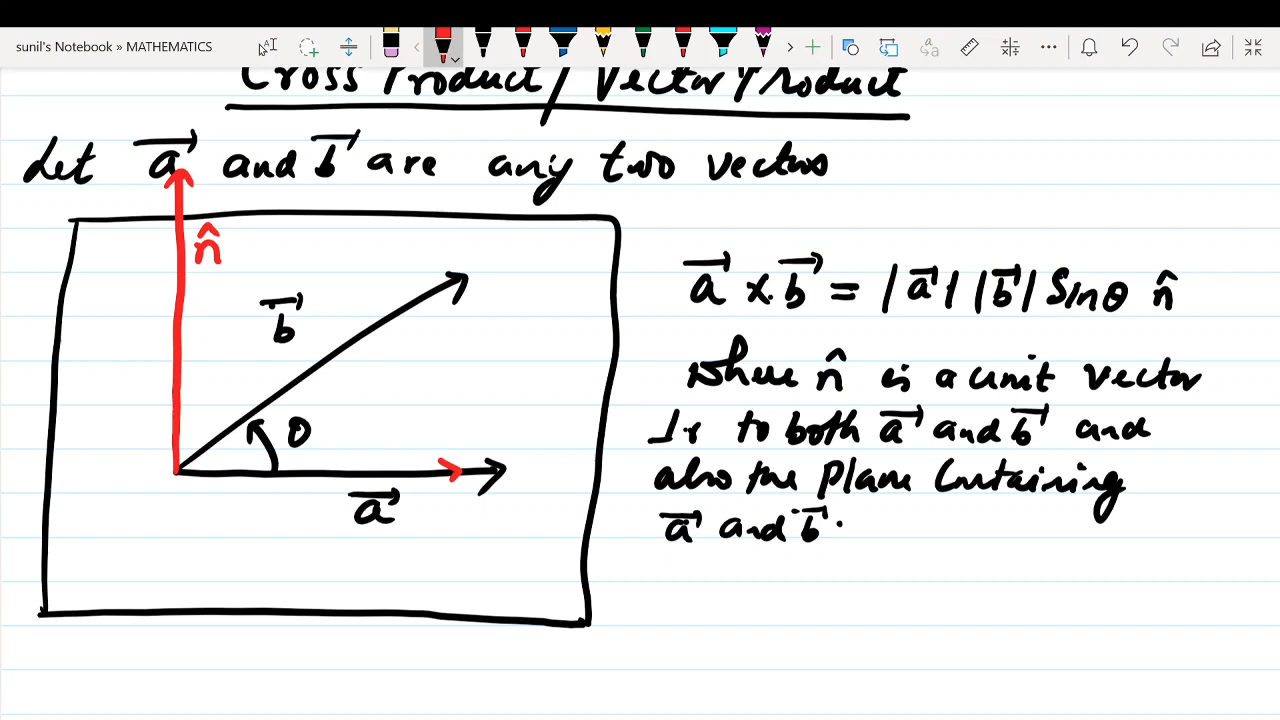 sunil's Notebook » MATHEMATICS
Cross Product / Vector Product
Let a⃗ and b⃗ are any two vectors
n̂
b⃗
θ
a⃗
a⃗ × b⃗ = |a⃗| |b⃗| Sinθ n̂
where n̂ is a unit vector
⊥r to both a⃗ and b⃗ and
also the plane Containing
a⃗ and b⃗.